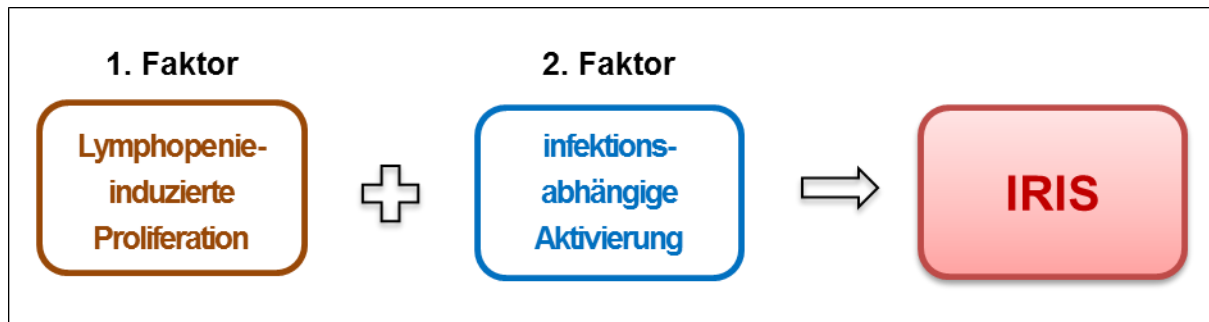 1. Faktor
2. Faktor
Lymphopenie-
induzierte
Proliferation
infektions-
abhängige
Aktivierung
IRIS